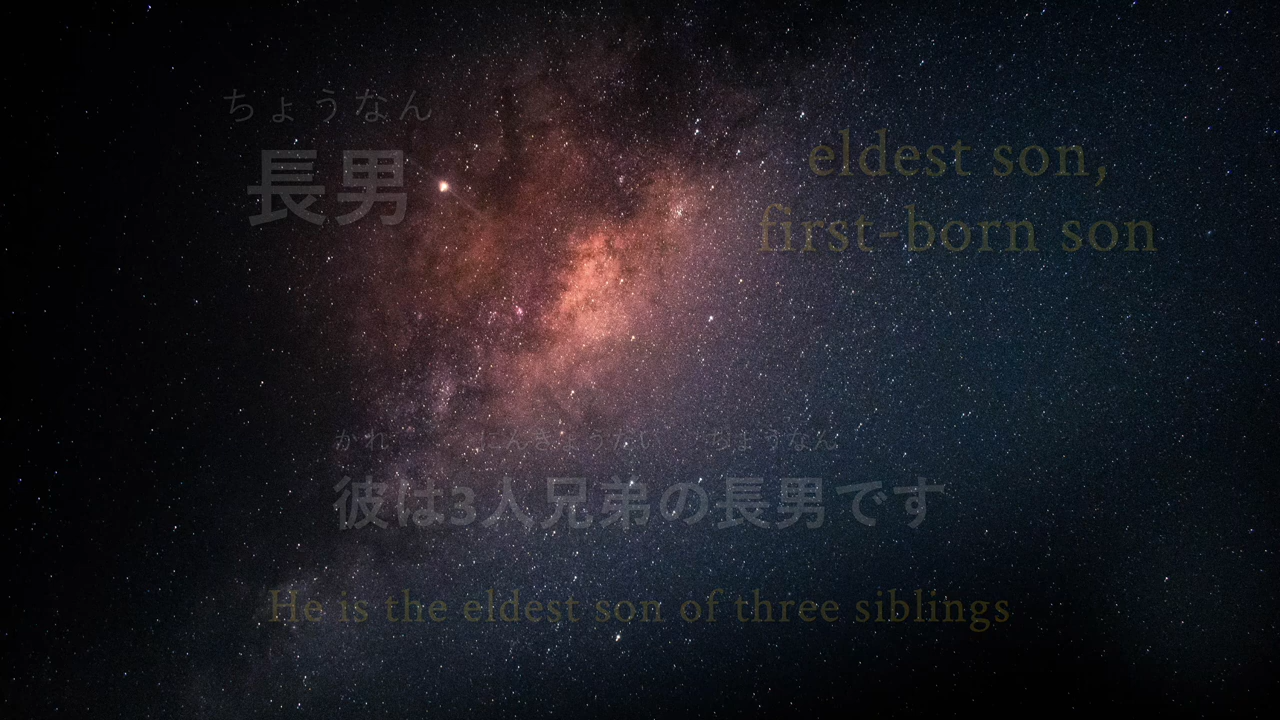 ちょうなん
長男
eldest son,
first-born son
かれ にんきょうだい ちょうなん
彼は3人兄弟の長男です
He is the eldest son of three siblings